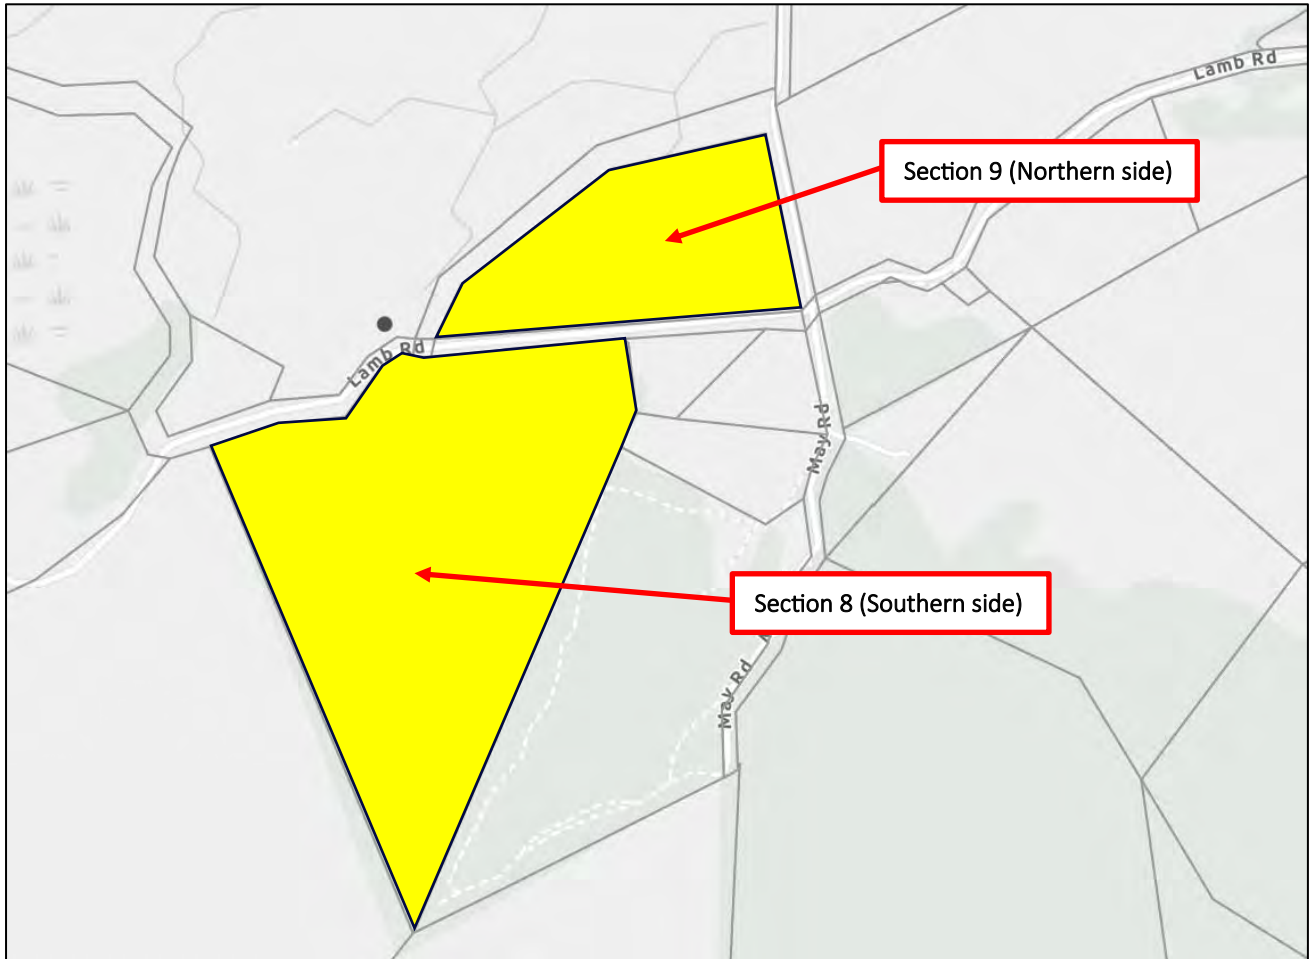 Lamb Rd
Section 9 (Northern side)
Lamb Rd
May Rd
Section 8 (Southern side)
May Rd